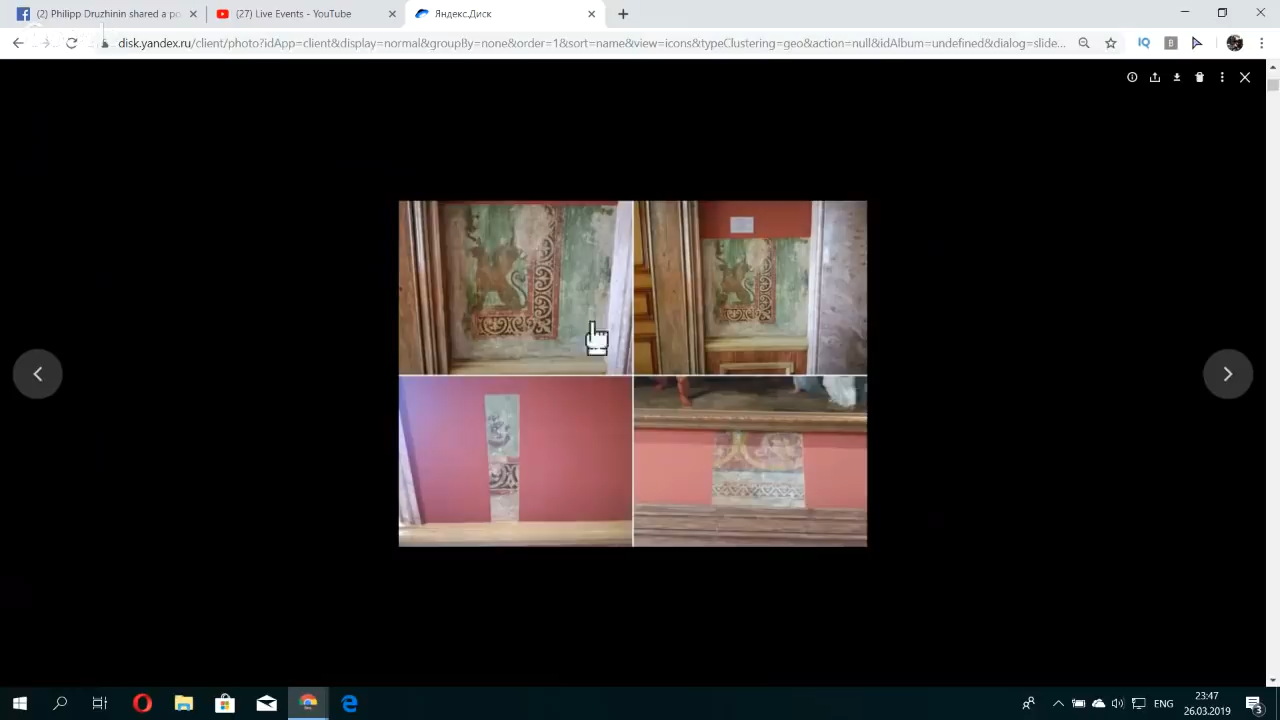 (2) Philipp Druzhinin shared a po
(27) Live Events - YouTube
Яндекс.Диск
disk.yandex.ru/client/photo?idApp=client&display=normal&groupBy=none&order=1&sort=name&view=icons&typeClustering=geo&action=null&idAlbum=undefined&dialog=slide...
IQ
B
23:47
ENG
26.03.2019
3